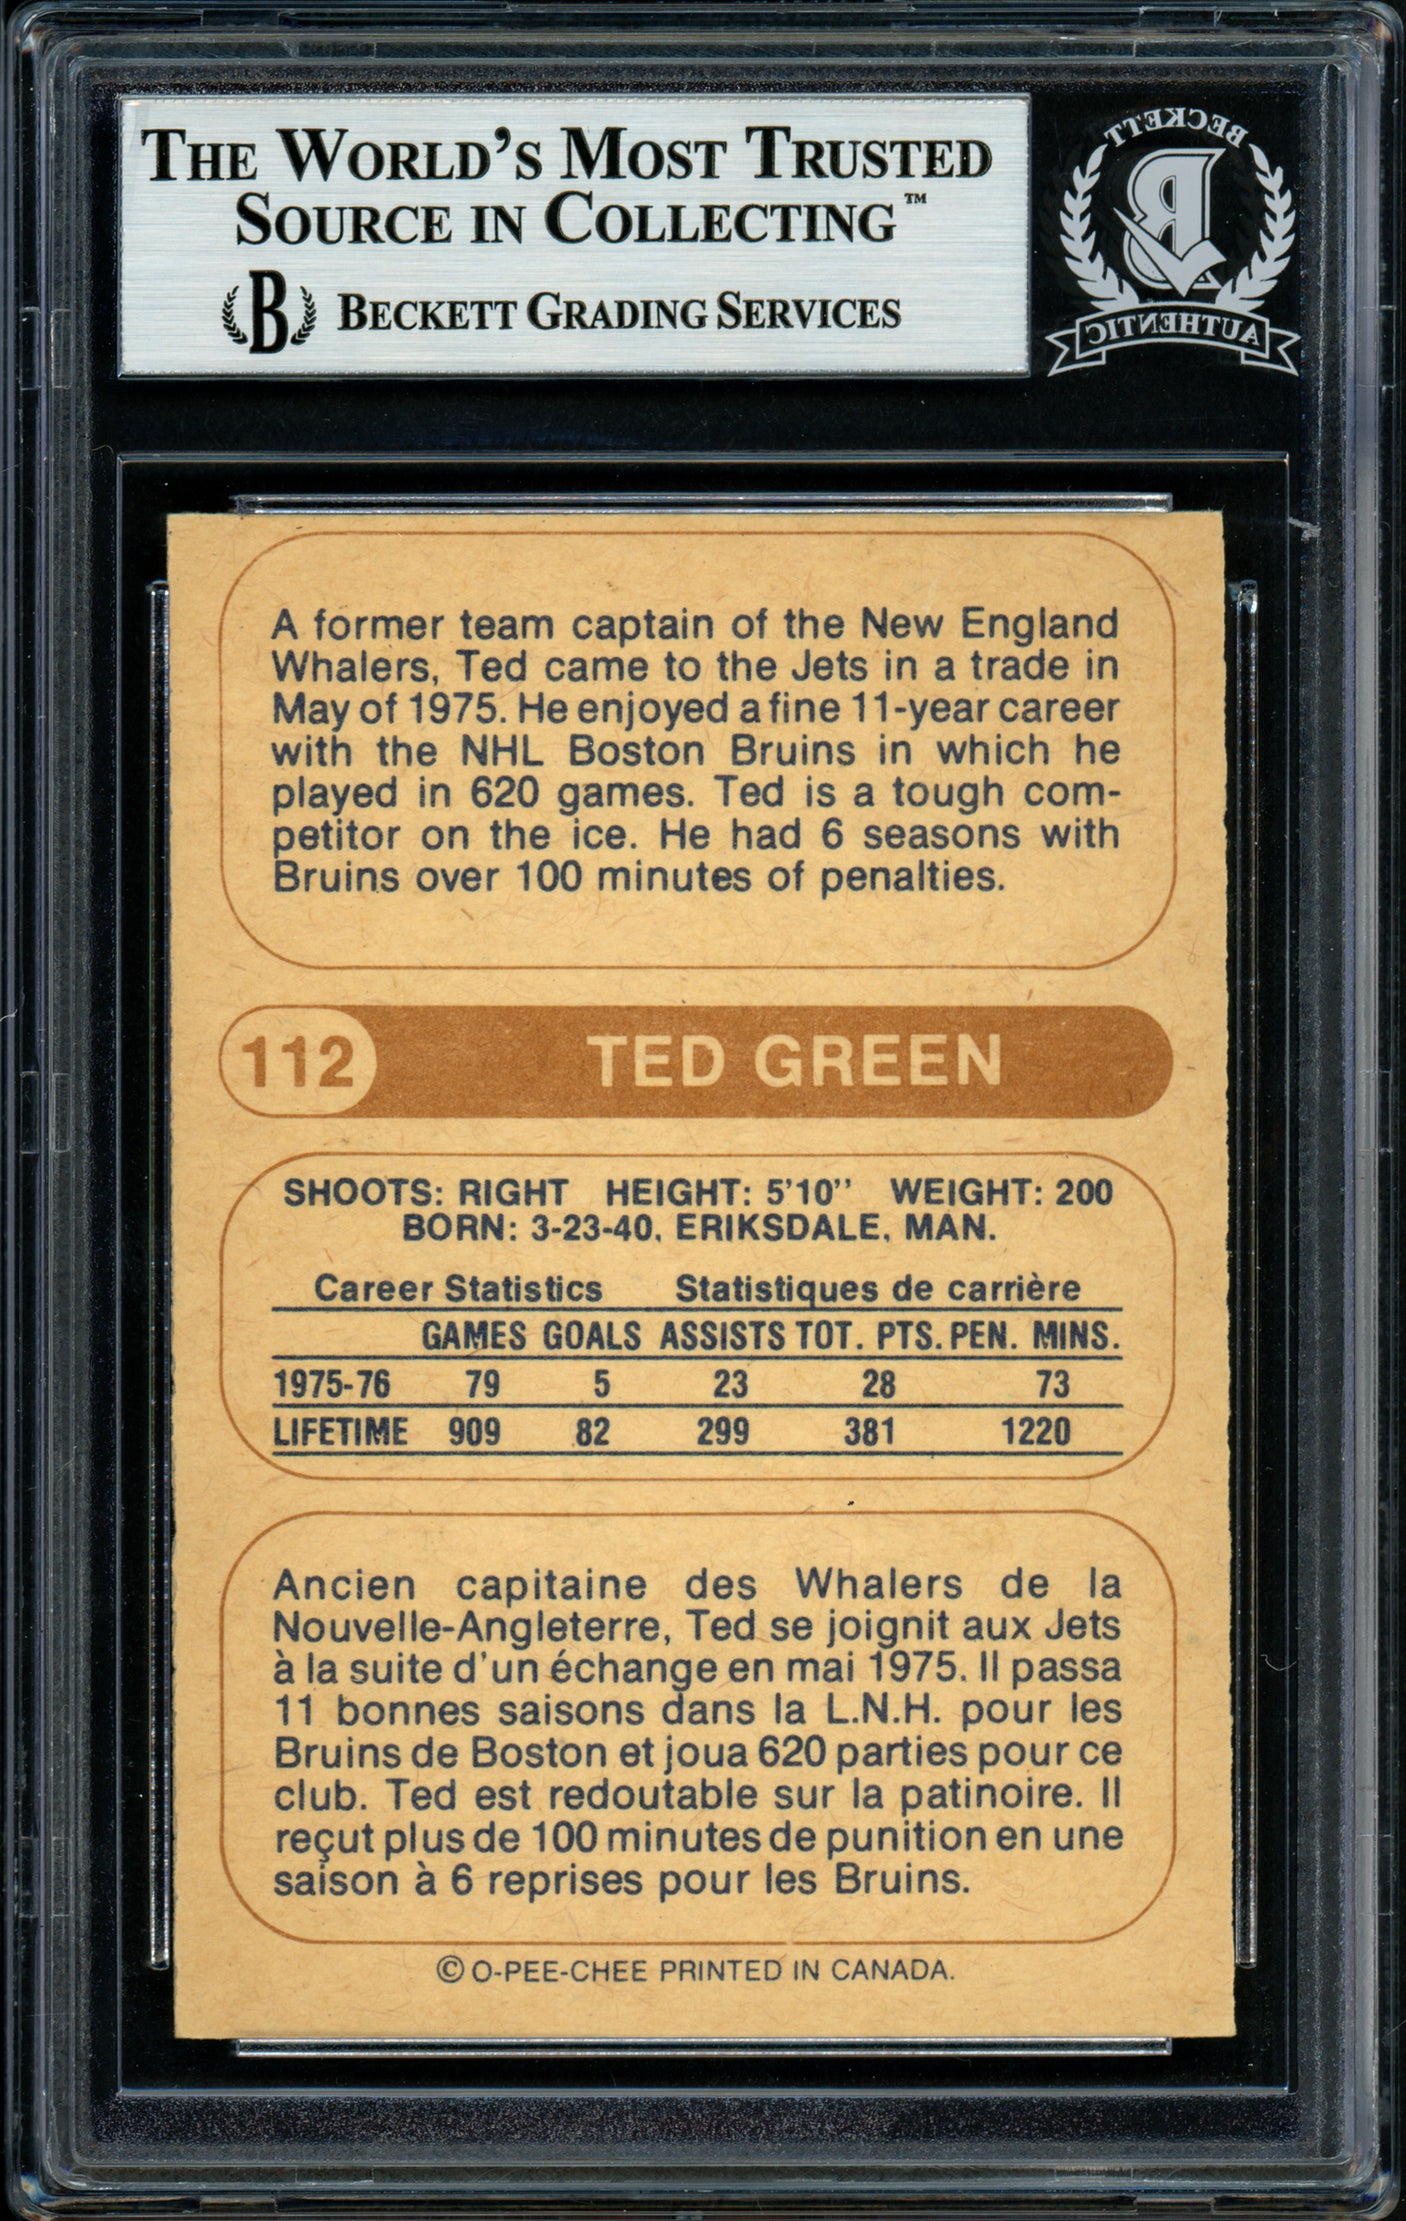 THE WORLD'S MOST TRUSTED
SOURCE IN COLLECTING™
B BECKETT GRADING SERVICES
BECKETT
B
AUTHENTIC
A former team captain of the New England
Whalers, Ted came to the Jets in a trade in
May of 1975. He enjoyed a fine 11-year career
with the NHL Boston Bruins in which he
played in 620 games. Ted is a tough com-
petitor on the ice. He had 6 seasons with
Bruins over 100 minutes of penalties.
112 TED GREEN
SHOOTS: RIGHT HEIGHT: 5'10'' WEIGHT: 200
BORN: 3-23-40, ERIKSDALE, MAN.
Career Statistics Statistiques de carrière
GAMES GOALS ASSISTS TOT. PTS. PEN. MINS.
1975-76 79 5 23 28 73
LIFETIME 909 82 299 381 1220
Ancien capitaine des Whalers de la
Nouvelle-Angleterre, Ted se joignit aux Jets
à la suite d'un échange en mai 1975. Il passa
11 bonnes saisons dans la L.N.H. pour les
Bruins de Boston et joua 620 parties pour ce
club. Ted est redoutable sur la patinoire. Il
reçut plus de 100 minutes de punition en une
saison à 6 reprises pour les Bruins.
© O-PEE-CHEE PRINTED IN CANADA.